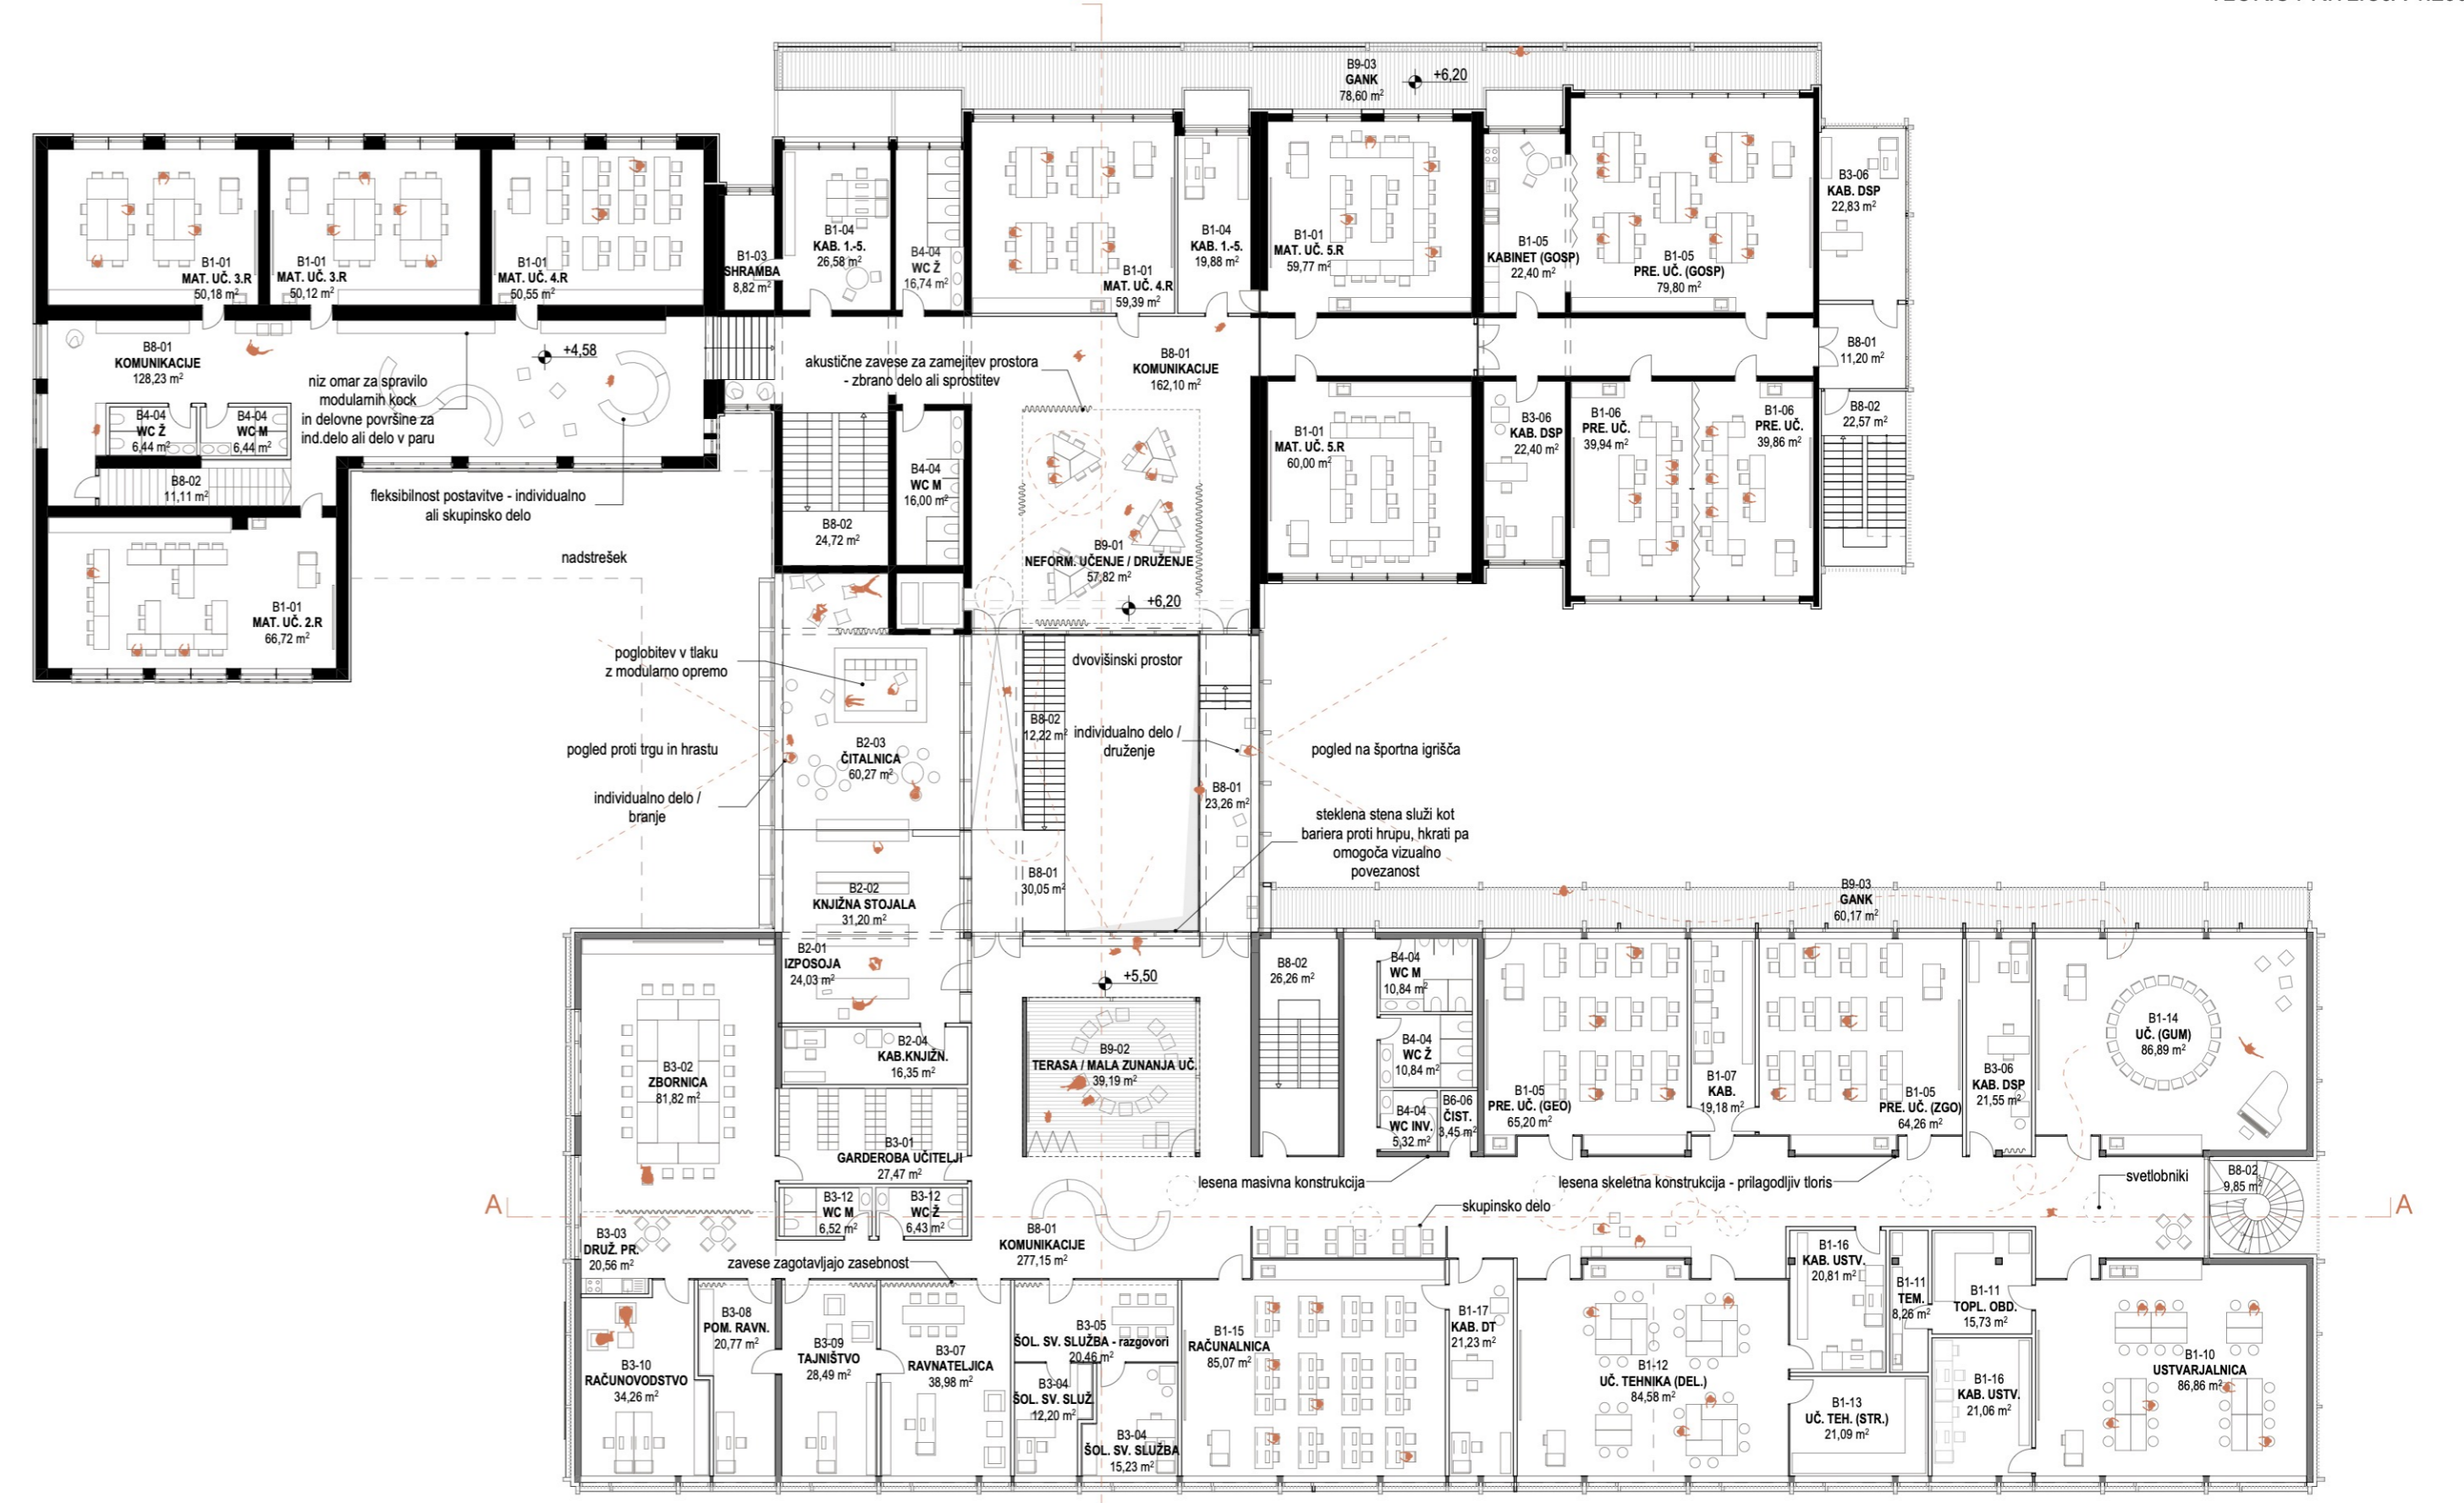 B9-03
GANK
78,60 m²
+6,20
B1-01
MAT. UČ. 3.R
50,18 m²
B1-01
MAT. UČ. 3.R
50,12 m²
B1-01
MAT. UČ. 4.R
50,55 m²
B1-03
SHRAMBA
8,82 m²
B1-04
KAB. 1.-5.
26,58 m²
B4-04
WC Ž
16,74 m²
B1-01
MAT. UČ. 4.R
59,39 m²
B1-04
KAB. 1.-5.
19,88 m²
B1-01
MAT. UČ. 5.R
59,77 m²
B1-05
KABINET (GOSP)
22,40 m²
B1-05
PRE. UČ. (GOSP)
79,80 m²
B3-06
KAB. DSP
22,83 m²
B8-01
KOMUNIKACIJE
128,23 m²
+4,58
niz omar za spravilo
modularnih kock
in delovne površine za
ind.delo ali delo v paru
B4-04
WC Ž
6,44 m²
B4-04
WC M
6,44 m²
B8-02
11,11 m²
fleksibilnost postavitve - individualno
ali skupinsko delo
akustične zavese za zamejitev prostora
- zbrano delo ali sprostitev
B8-01
KOMUNIKACIJE
162,10 m²
B8-01
11,20 m²
B8-02
22,57 m²
B4-04
WC M
16,00 m²
B8-02
24,72 m²
B1-01
MAT. UČ. 5.R
60,00 m²
B3-06
KAB. DSP
22,40 m²
B1-06
PRE. UČ.
39,94 m²
B1-06
PRE. UČ.
39,86 m²
B9-01
NEFORM. UČENJE / DRUŽENJE
57,82 m²
+6,20
nadstrešek
B1-01
MAT. UČ. 2.R
66,72 m²
poglobitev v tlaku
z modularno opremo
dvovišinski prostor
B8-02
12,22 m²
individualno delo /
druženje
pogled proti trgu in hrastu
B2-03
ČITALNICA
60,27 m²
pogled na športna igrišča
individualno delo /
branje
B8-01
23,26 m²
steklena stena služi kot
bariera proti hrupu, hkrati pa
omogoča vizualno
povezanost
B2-02
KNJIŽNA STOJALA
31,20 m²
B8-01
30,05 m²
B9-03
GANK
60,17 m²
B2-01
IZPOSOJA
24,03 m²
+5,50
B8-02
26,26 m²
B4-04
WC M
10,84 m²
B4-04
WC Ž
10,84 m²
B4-04
WC INV.
5,32 m²
B6-06
ČIST.
3,45 m²
B1-05
PRE. UČ. (GEO)
65,20 m²
B1-07
KAB.
19,18 m²
B1-05
PRE. UČ. (ZGO)
64,26 m²
B3-06
KAB. DSP
21,55 m²
B1-14
UČ. (GUM)
86,89 m²
B3-02
ZBORNICA
81,82 m²
B2-04
KAB.KNJIŽN.
16,35 m²
B9-02
TERASA / MALA ZUNANJA UČ.
39,19 m²
B3-01
GARDEROBA UČITELJI
27,47 m²
lesena masivna konstrukcija
lesena skeletna konstrukcija - prilagodljiv tloris
svetlobniki
B8-02
9,85 m²
A
A
B3-12
WC M
6,52 m²
B3-12
WC Ž
6,43 m²
skupinsko delo
B3-03
DRUŽ. PR.
20,56 m²
B8-01
KOMUNIKACIJE
277,15 m²
zavese zagotavljajo zasebnost
B3-10
RAČUNOVODSTVO
34,26 m²
B3-08
POM. RAVN.
20,77 m²
B3-09
TAJNIŠTVO
28,49 m²
B3-07
RAVNATELJICA
38,98 m²
B3-05
ŠOL. SV. SLUŽBA - razgovori
20,46 m²
B3-04
ŠOL. SV. SLUŽ.
12,20 m²
B3-04
ŠOL. SV. SLUŽBA
15,23 m²
B1-15
RAČUNALNICA
85,07 m²
B1-17
KAB. DT
21,23 m²
B1-12
UČ. TEHNIKA (DEL.)
84,58 m²
B1-16
KAB. USTV.
20,81 m²
B1-11
TEM.
8,26 m²
B1-11
TOPL. OBD.
15,73 m²
B1-13
UČ. TEH. (STR.)
21,09 m²
B1-16
KAB. USTV.
21,06 m²
B1-10
USTVARJALNICA
86,86 m²